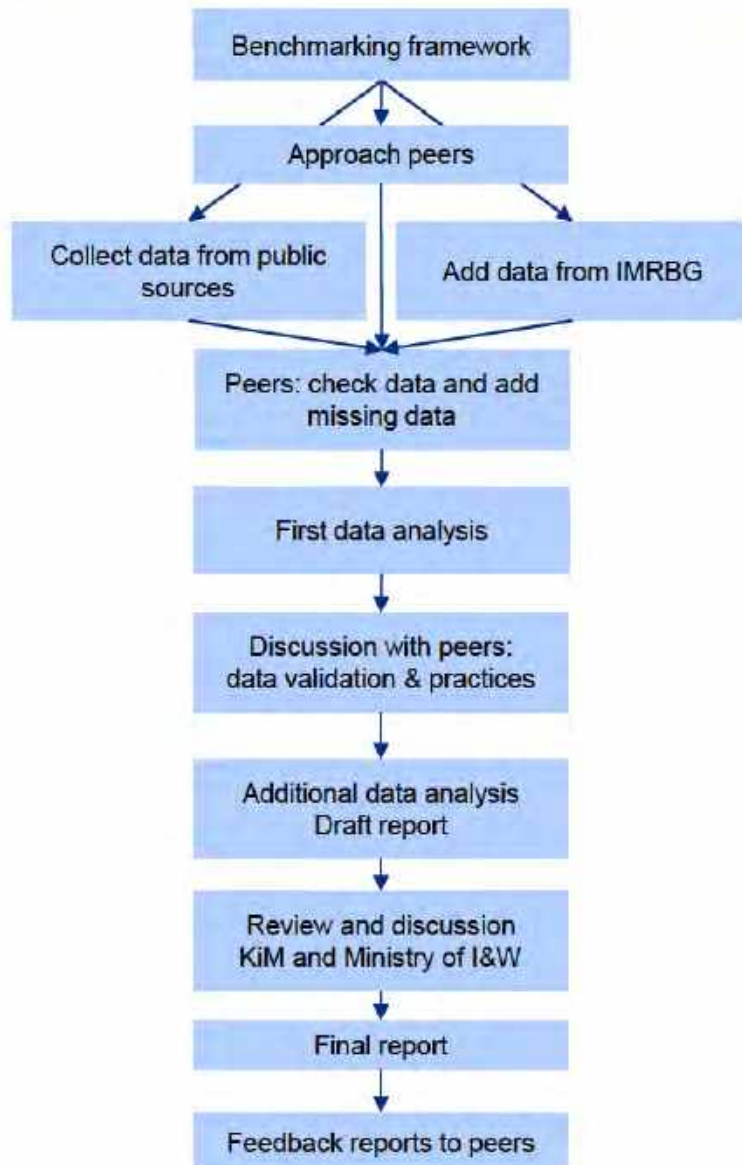 Benchmarking framework
Approach peers
Collect data from public
sources
Add data from IMRBG
Peers: check data and add
missing data
First data analysis
Discussion with peers:
data validation & practices
Additional data analysis
Draft report
Review and discussion
KiM and Ministry of I&W
Final report
Feedback reports to peers